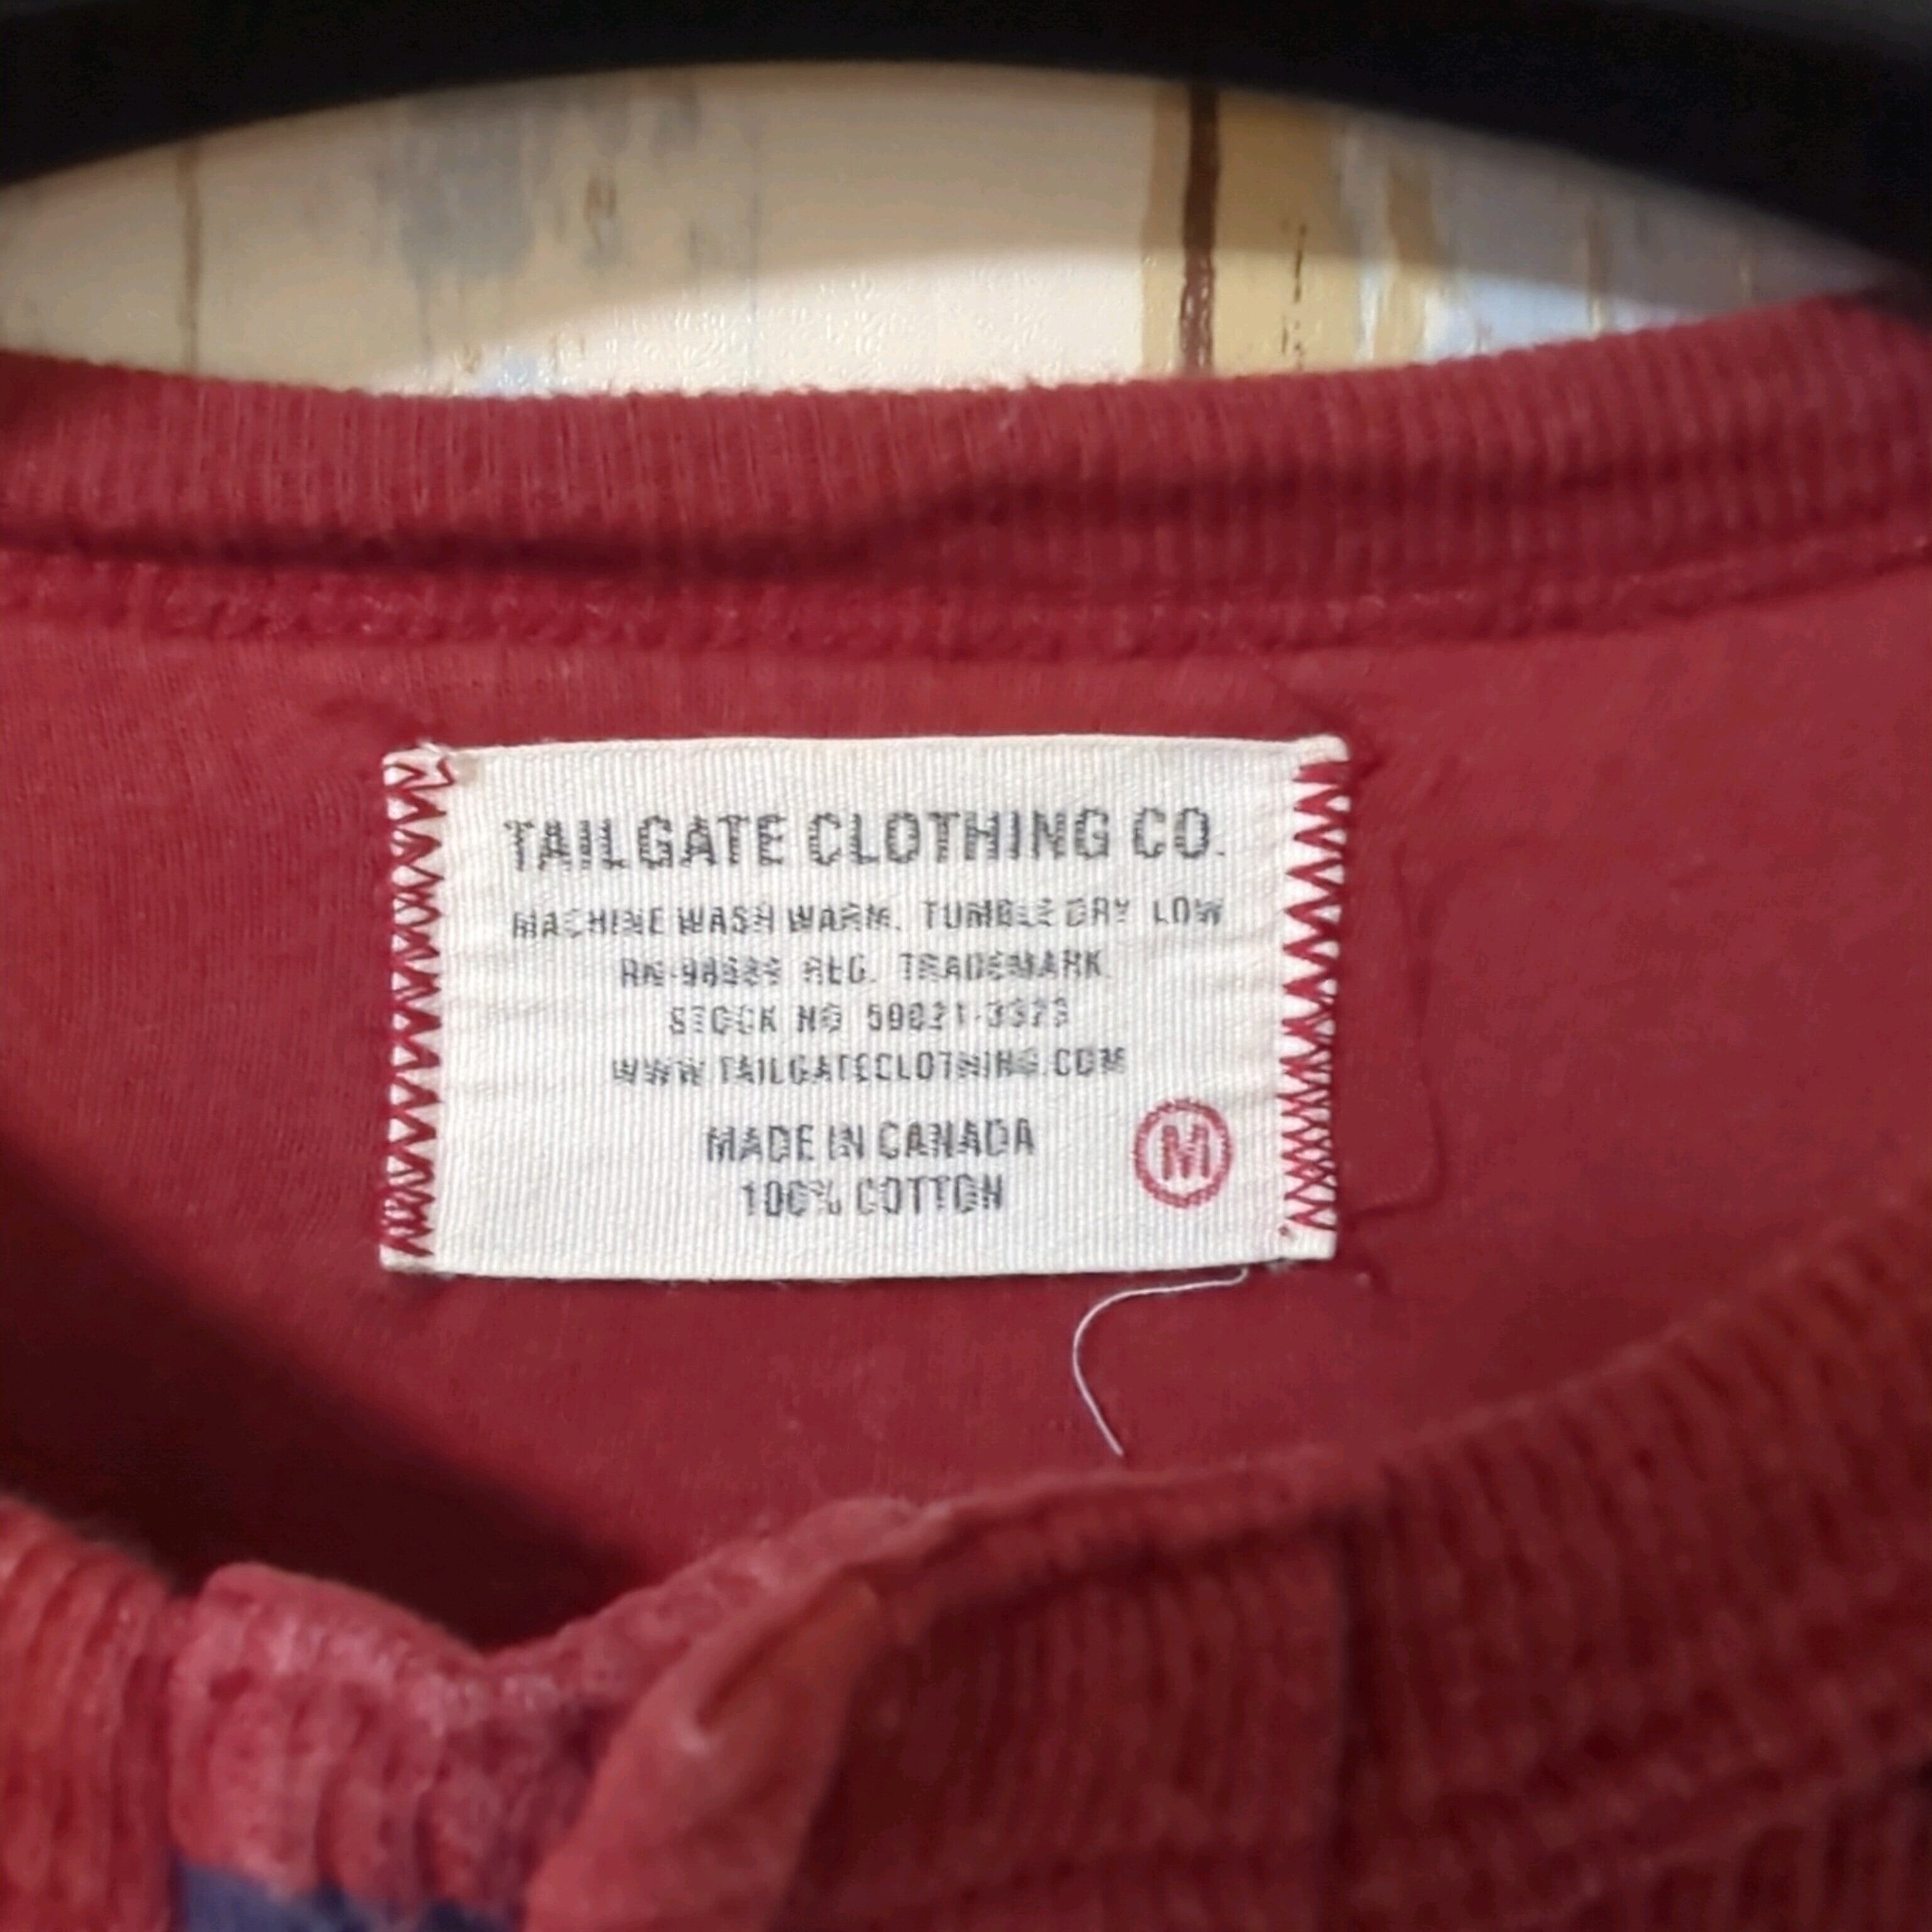 TAILGATE CLOTHING CO.
MACHINE WASH WARM. TUMBLE DRY LOW
REG. TRADEMARK
STOCK NO
WWW.TAILGATECLOTHING.COM
MADE IN CANADA
100% COTTON
M